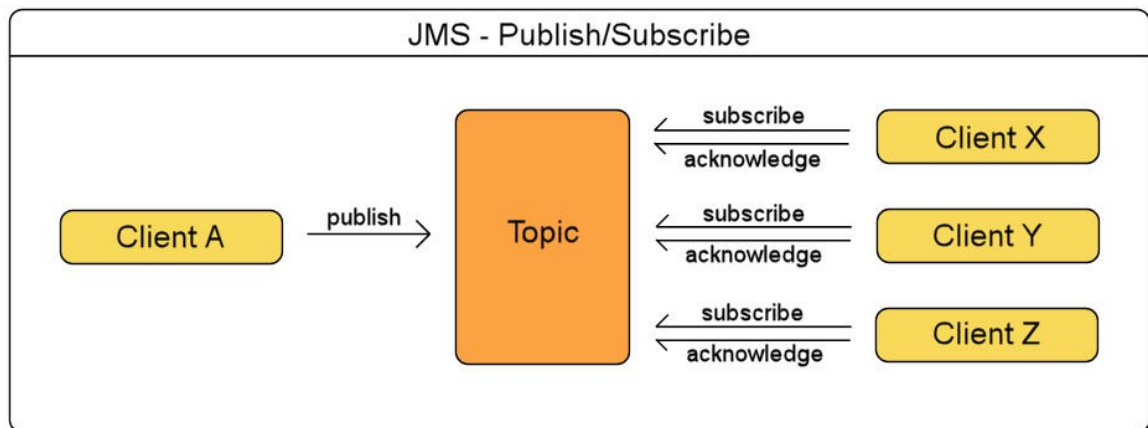 JMS - Publish/Subscribe
Client A
publish
Topic
subscribe
acknowledge
Client X
subscribe
acknowledge
Client Y
subscribe
acknowledge
Client Z